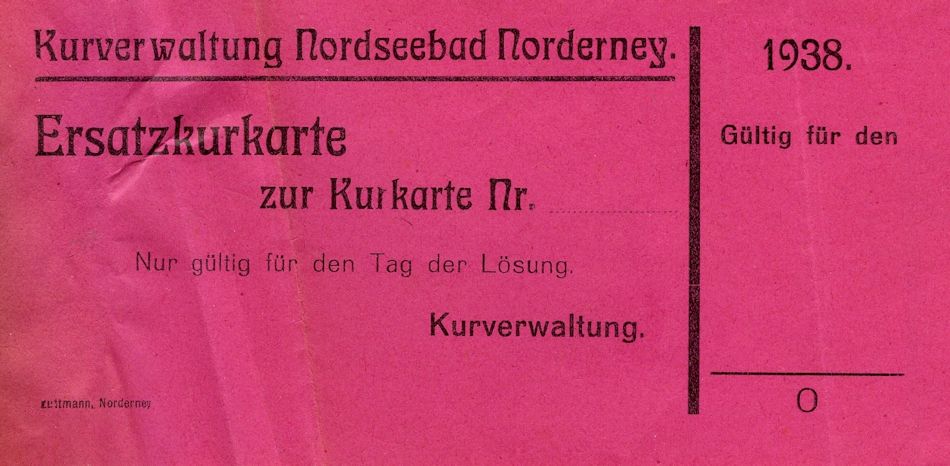 Kurverwaltung Nordseebad Norderney.
Ersatzkurkarte
zur Kurkarte Nr.
Nur gültig für den Tag der Lösung.
Kurverwaltung.
Norderney
1938.
Gültig für den
O